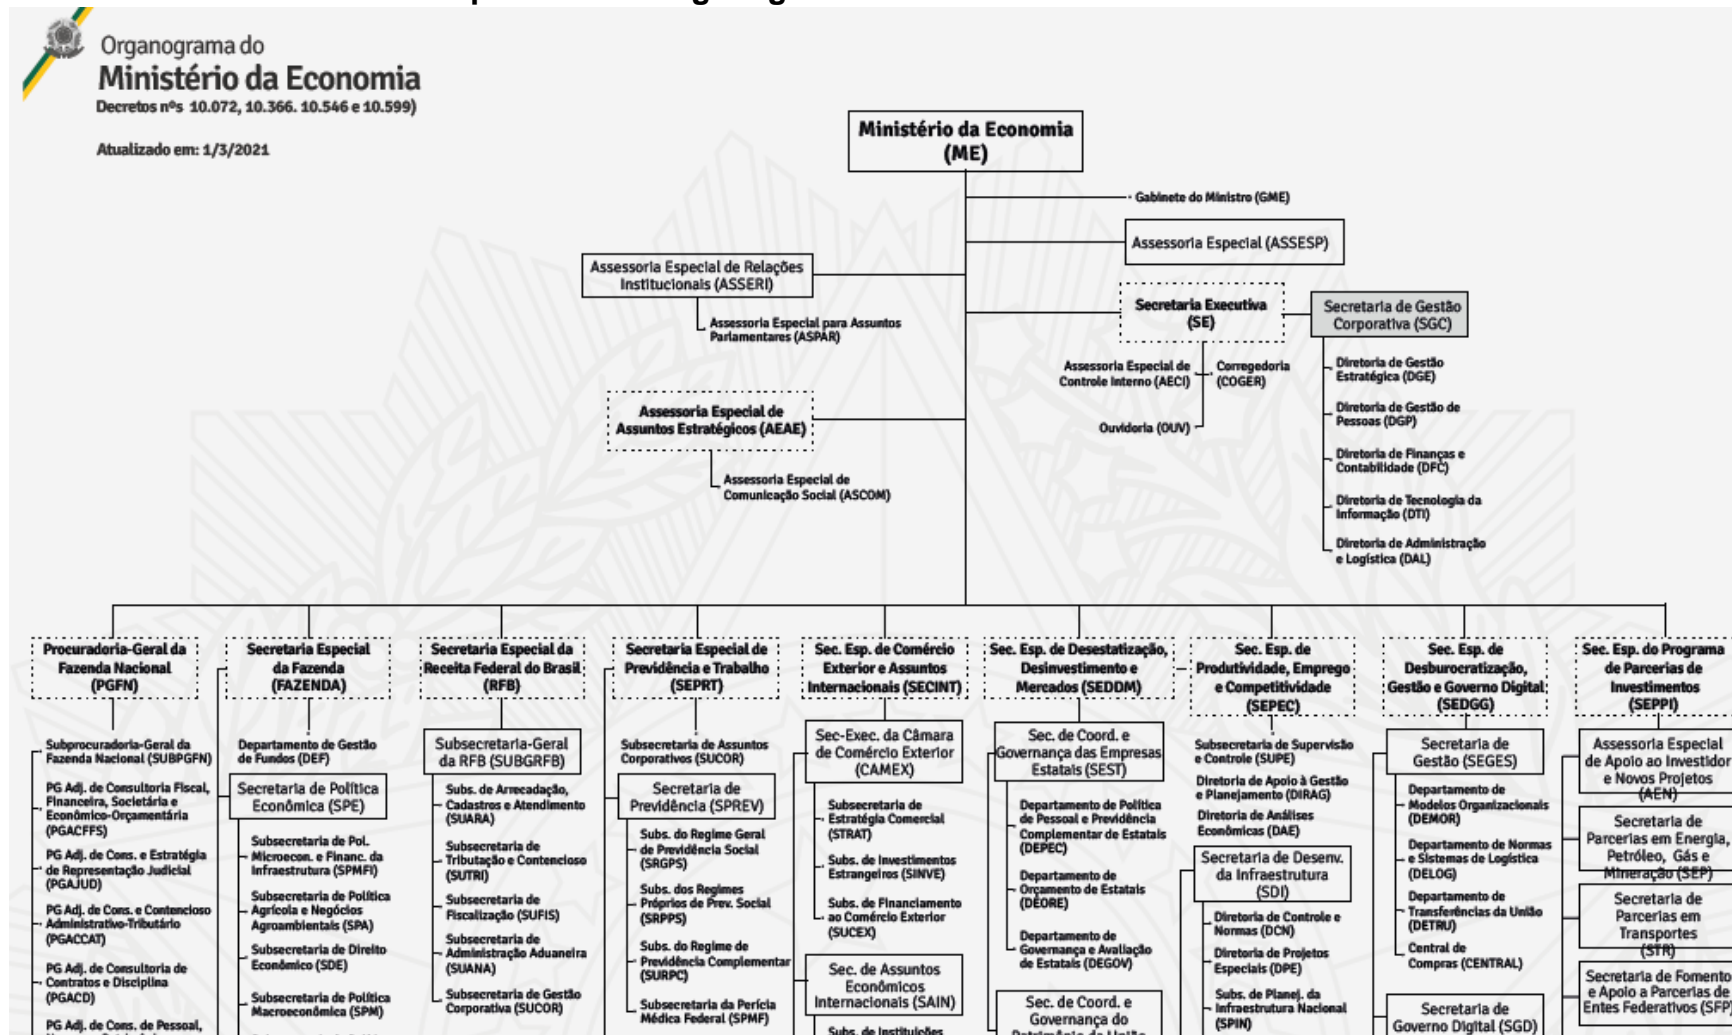 Organograma do
Ministério da Economia
Decretos nºs 10.072, 10.366. 10.546 e 10.599)
Atualizado em: 1/3/2021
Ministério da Economia
(ME)
Gabinete do Ministro (GME)
Assessoria Especial (ASSESP)
Assessoria Especial de Relações
Institucionais (ASSERI)
Assessoria Especial para Assuntos
Parlamentares (ASPAR)
Secretaria Executiva
(SE)
Secretaria de Gestão
Corporativa (SGC)
Assessoria Especial de
Controle Interno (AECI)
Corregedoria
(COGER)
Ouvidoria (OUV)
Diretoria de Gestão
Estratégica (DGE)
Diretoria de Gestão de
Pessoas (DGP)
Diretoria de Finanças e
Contabilidade (DFC)
Diretoria de Tecnologia da
Informação (DTI)
Diretoria de Administração
e Logística (DAL)
Assessoria Especial de
Assuntos Estratégicos (AEAE)
Assessoria Especial de
Comunicação Social (ASCOM)
Procuradoria-Geral da
Fazenda Nacional
(PGFN)
Subprocuradoria-Geral da
Fazenda Nacional (SUBPGFN)
PG Adj. de Consultoria Fiscal,
Financeira, Societária e
Econômico-Orçamentária
(PGACFFS)
PG Adj. de Cons. e Estratégia
de Representação Judicial
(PGAJUD)
PG Adj. de Cons. e Contencioso
Administrativo-Tributário
(PGACCAT)
PG Adj. de Consultoria de
Contratos e Disciplina
(PGACD)
PG Adj. de Cons. de Pessoal,
Secretaria Especial
da Fazenda
(FAZENDA)
Departamento de Gestão
de Fundos (DEF)
Secretaria de Política
Econômica (SPE)
Subsecretaria de Pol.
Microecon. e Financ. da
Infraestrutura (SPMFI)
Subsecretaria de Política
Agrícola e Negócios
Agroambientais (SPA)
Subsecretaria de Direito
Econômico (SDE)
Subsecretaria de Política
Macroeconômica (SPM)
Secretaria Especial da
Receita Federal do Brasil
(RFB)
Subsecretaria-Geral
da RFB (SUBGRFB)
Subs. de Arrecadação,
Cadastros e Atendimento
(SUARA)
Subsecretaria de
Tributação e Contencioso
(SUTRI)
Subsecretaria de
Fiscalização (SUFIS)
Subsecretaria de
Administração Aduaneira
(SUANA)
Subsecretaria de Gestão
Corporativa (SUCOR)
Secretaria Especial de
Previdência e Trabalho
(SEPRT)
Subsecretaria de Assuntos
Corporativos (SUCOR)
Secretaria de
Previdência (SPREV)
Subs. do Regime Geral
de Previdência Social
(SRGPS)
Subs. dos Regimes
Próprios de Prev. Social
(SRPPS)
Subs. do Regime de
Previdência Complementar
(SURPC)
Subsecretaria da Perícia
Médica Federal (SPMF)
Sec. Esp. de Comércio
Exterior e Assuntos
Internacionais (SECINT)
Sec-Exec. da Câmara
de Comércio Exterior
(CAMEX)
Subsecretaria de
Estratégia Comercial
(STRAT)
Subs. de Investimentos
Estrangeiros (SINVE)
Subs. de Financiamento
ao Comércio Exterior
(SUCEX)
Sec. de Assuntos
Econômicos
Internacionais (SAIN)
Subs. de Instituições
Sec. Esp. de Desestatização,
Desinvestimento e
Mercados (SEDDM)
Sec. de Coord. e
Governança das Empresas
Estatais (SEST)
Departamento de Política
de Pessoal e Previdência
Complementar de Estatais
(DEPEC)
Departamento de
Orçamento de Estatais
(DEORE)
Departamento de
Governança e Avaliação
de Estatais (DEGOV)
Sec. de Coord. e
Governança do
Patrimônio da União
Sec. Esp. de
Produtividade, Emprego
e Competitividade
(SEPEC)
Subsecretaria de Supervisão
e Controle (SUPE)
Diretoria de Apoio à Gestão
e Planejamento (DIRAG)
Diretoria de Análises
Econômicas (DAE)
Secretaria de Desenv.
da Infraestrutura
(SDI)
Diretoria de Controle e
Normas (DCN)
Diretoria de Projetos
Especiais (DPE)
Subs. de Planej. da
Infraestrutura Nacional
(SPIN)
Sec. Esp. de
Desburocratização,
Gestão e Governo Digital
(SEDGG)
Secretaria de
Gestão (SEGES)
Departamento de
Modelos Organizacionais
(DEMOR)
Departamento de Normas
e Sistemas de Logística
(DELOG)
Departamento de
Transferências da União
(DETRU)
Central de
Compras (CENTRAL)
Secretaria de
Governo Digital (SGD)
Sec. Esp. do Programa
de Parcerias de
Investimentos
(SEPPI)
Assessoria Especial
de Apoio ao Investidor
e Novos Projetos
(AEN)
Secretaria de
Parcerias em Energia,
Petróleo, Gás e
Mineração (SEP)
Secretaria de
Parcerias em
Transportes
(STR)
Secretaria de Fomento
e Apoio a Parcerias de
Entes Federativos (SFP)